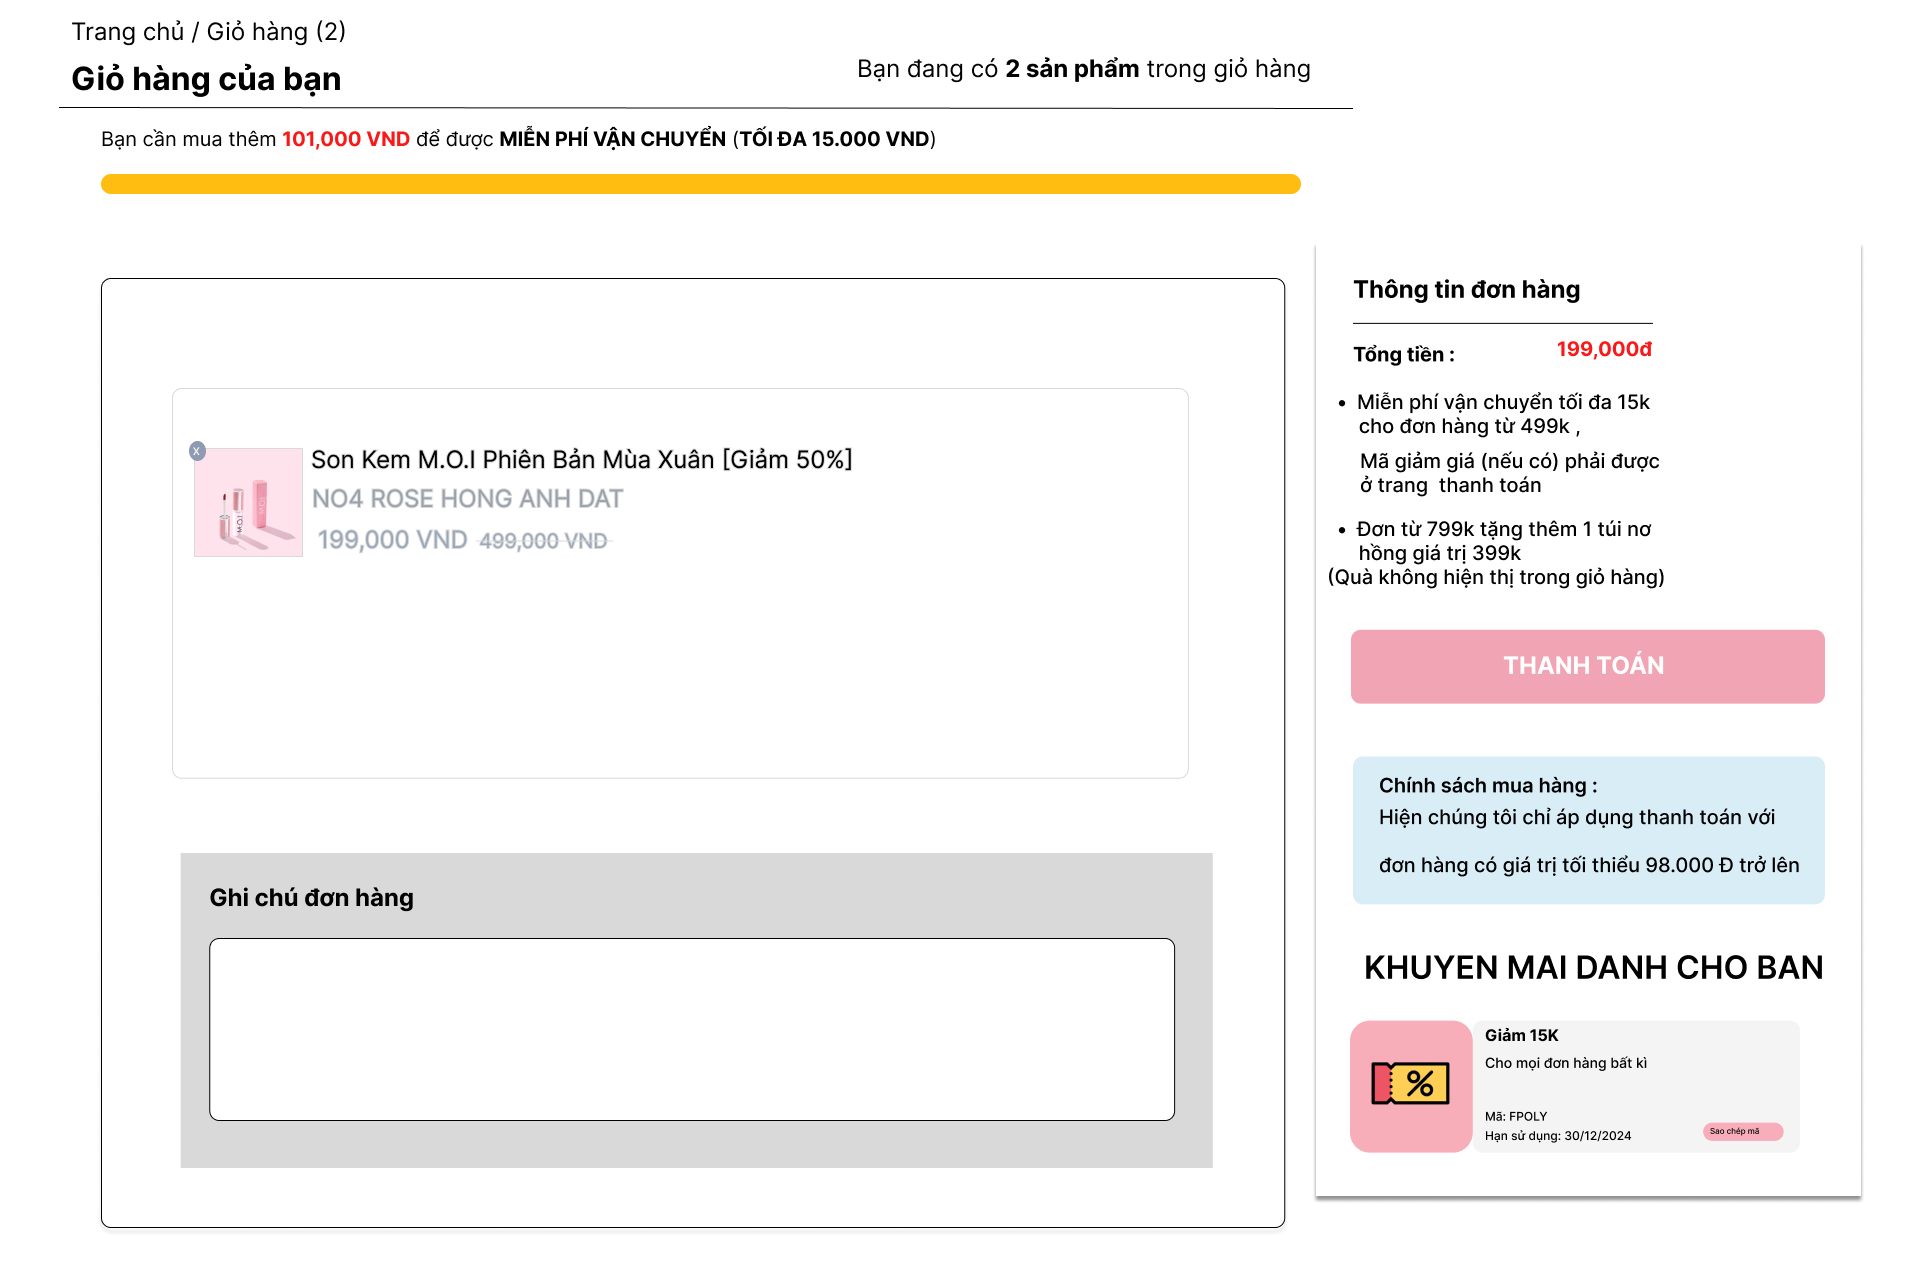 Trang chủ / Giỏ hàng (2)
Giỏ hàng của bạn
Bạn đang có 2 sản phẩm trong giỏ hàng
Bạn cần mua thêm 101,000 VND để được MIỄN PHÍ VẬN CHUYỂN (TỐI ĐA 15.000 VND)
x
Son Kem M.O.I Phiên Bản Mùa Xuân [Giảm 50%]
NO4 ROSE HONG ANH DAT
199,000 VND 499,000 VND
M.O.I
M.O.I
Ghi chú đơn hàng
Thông tin đơn hàng
Tổng tiền : 199,000đ
• Miễn phí vận chuyển tối đa 15k
cho đơn hàng từ 499k ,
Mã giảm giá (nếu có) phải được
ở trang thanh toán
• Đơn từ 799k tặng thêm 1 túi nơ
hồng giá trị 399k
(Quà không hiện thị trong giỏ hàng)
THANH TOÁN
Chính sách mua hàng :
Hiện chúng tôi chỉ áp dụng thanh toán với
đơn hàng có giá trị tối thiểu 98.000 Đ trở lên
KHUYEN MAI DANH CHO BAN
%
Giảm 15K
Cho mọi đơn hàng bất kì
Mã: FPOLY
Hạn sử dụng: 30/12/2024
Sao chép mã